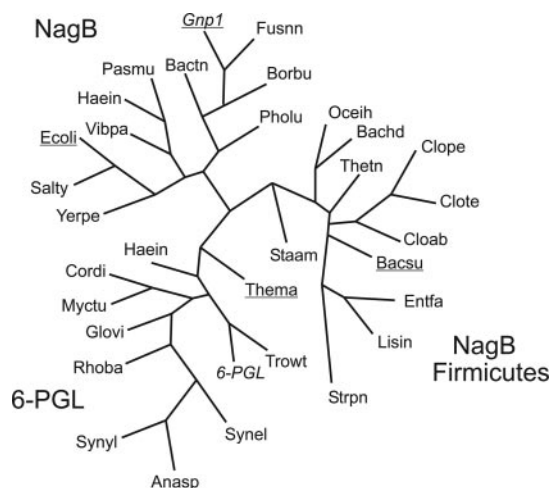 NagB
Gnp1
Fusnn
Pasmu
Bactn
Borbu
Haein
Oceih
Vibpa
Pholu
Bachd
Ecoli
Thetn
Clope
Salty
Clote
Yerpe
Cloab
Haein
Staam
Bacsu
Cordi
Thema
Myctu
Entfa
Glovi
Lisin
Rhoba
6-PGL
Trowt
NagB
Firmicutes
6-PGL
Strpn
Synyl
Synel
Anasp